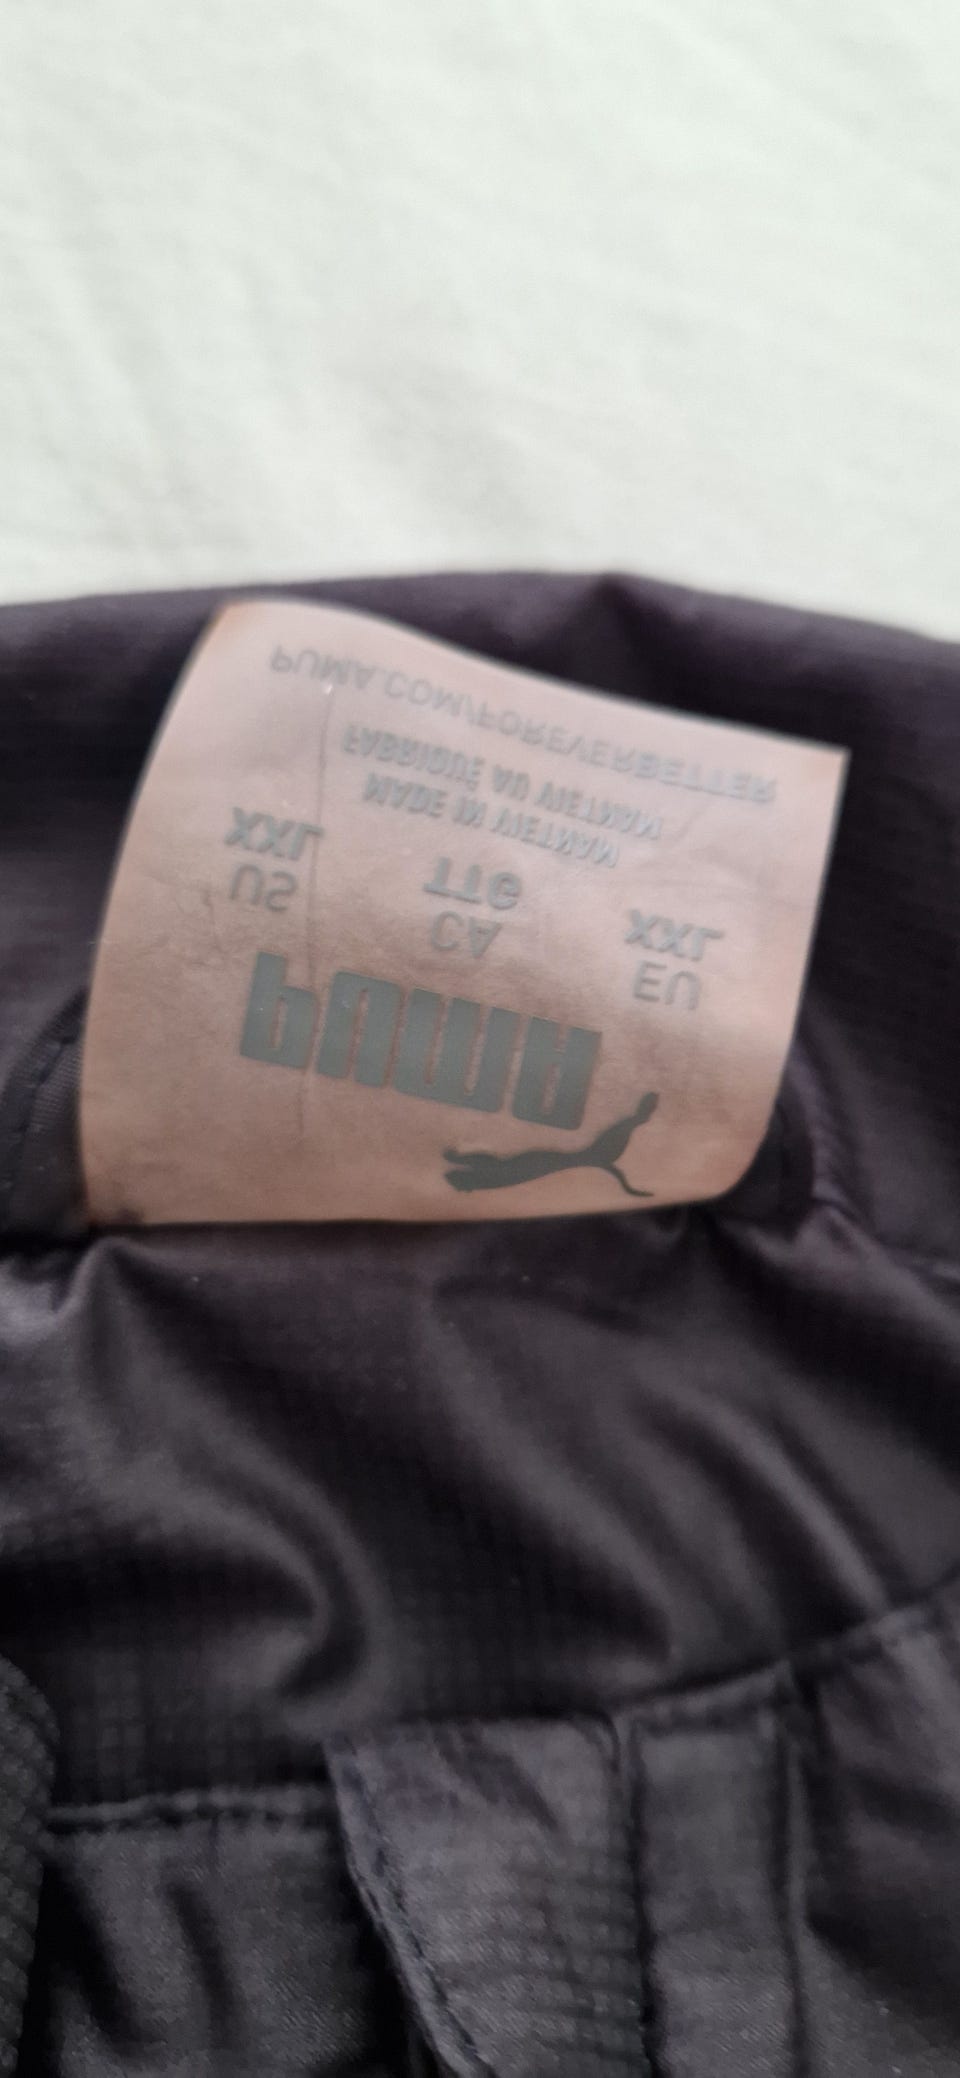 PUMA
US CA EU
XXL TTG XXL
MADE IN VIETNAM
FABRIQUÉ AU VIETNAM
PUMA.COM/FOREVERBETTER